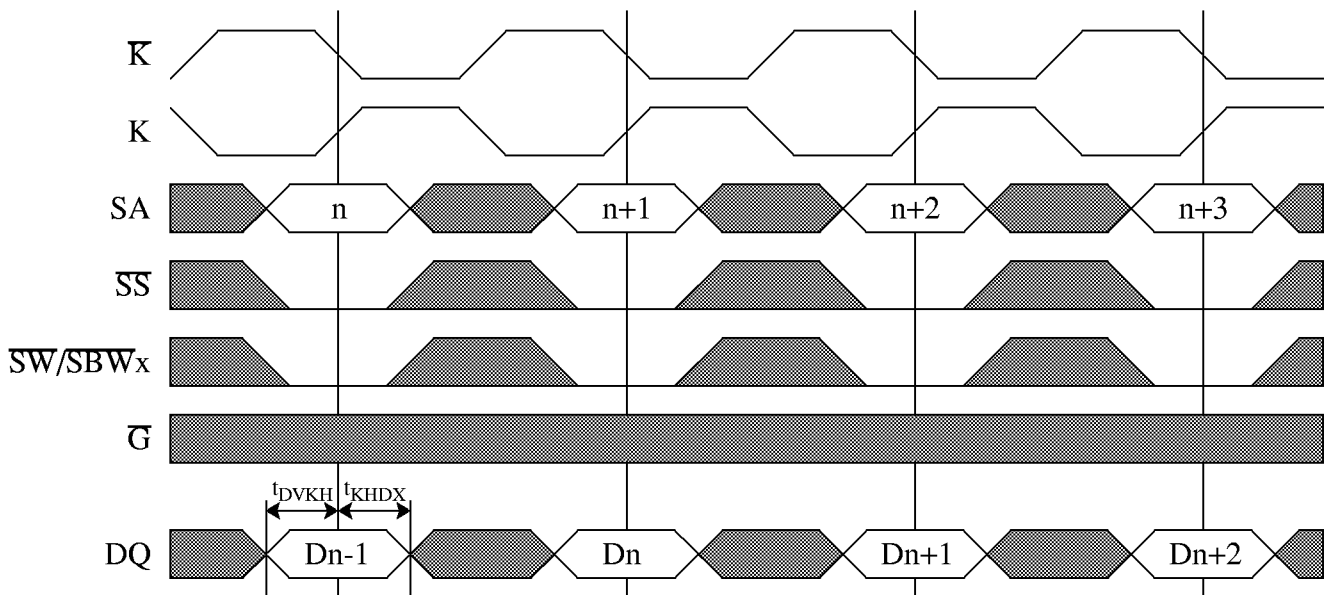 K̅
K
SA n n+1 n+2 n+3
S̅S̅
S̅W̅/S̅B̅W̅x
G̅
tDVKH tKHDX
DQ Dn-1 Dn Dn+1 Dn+2